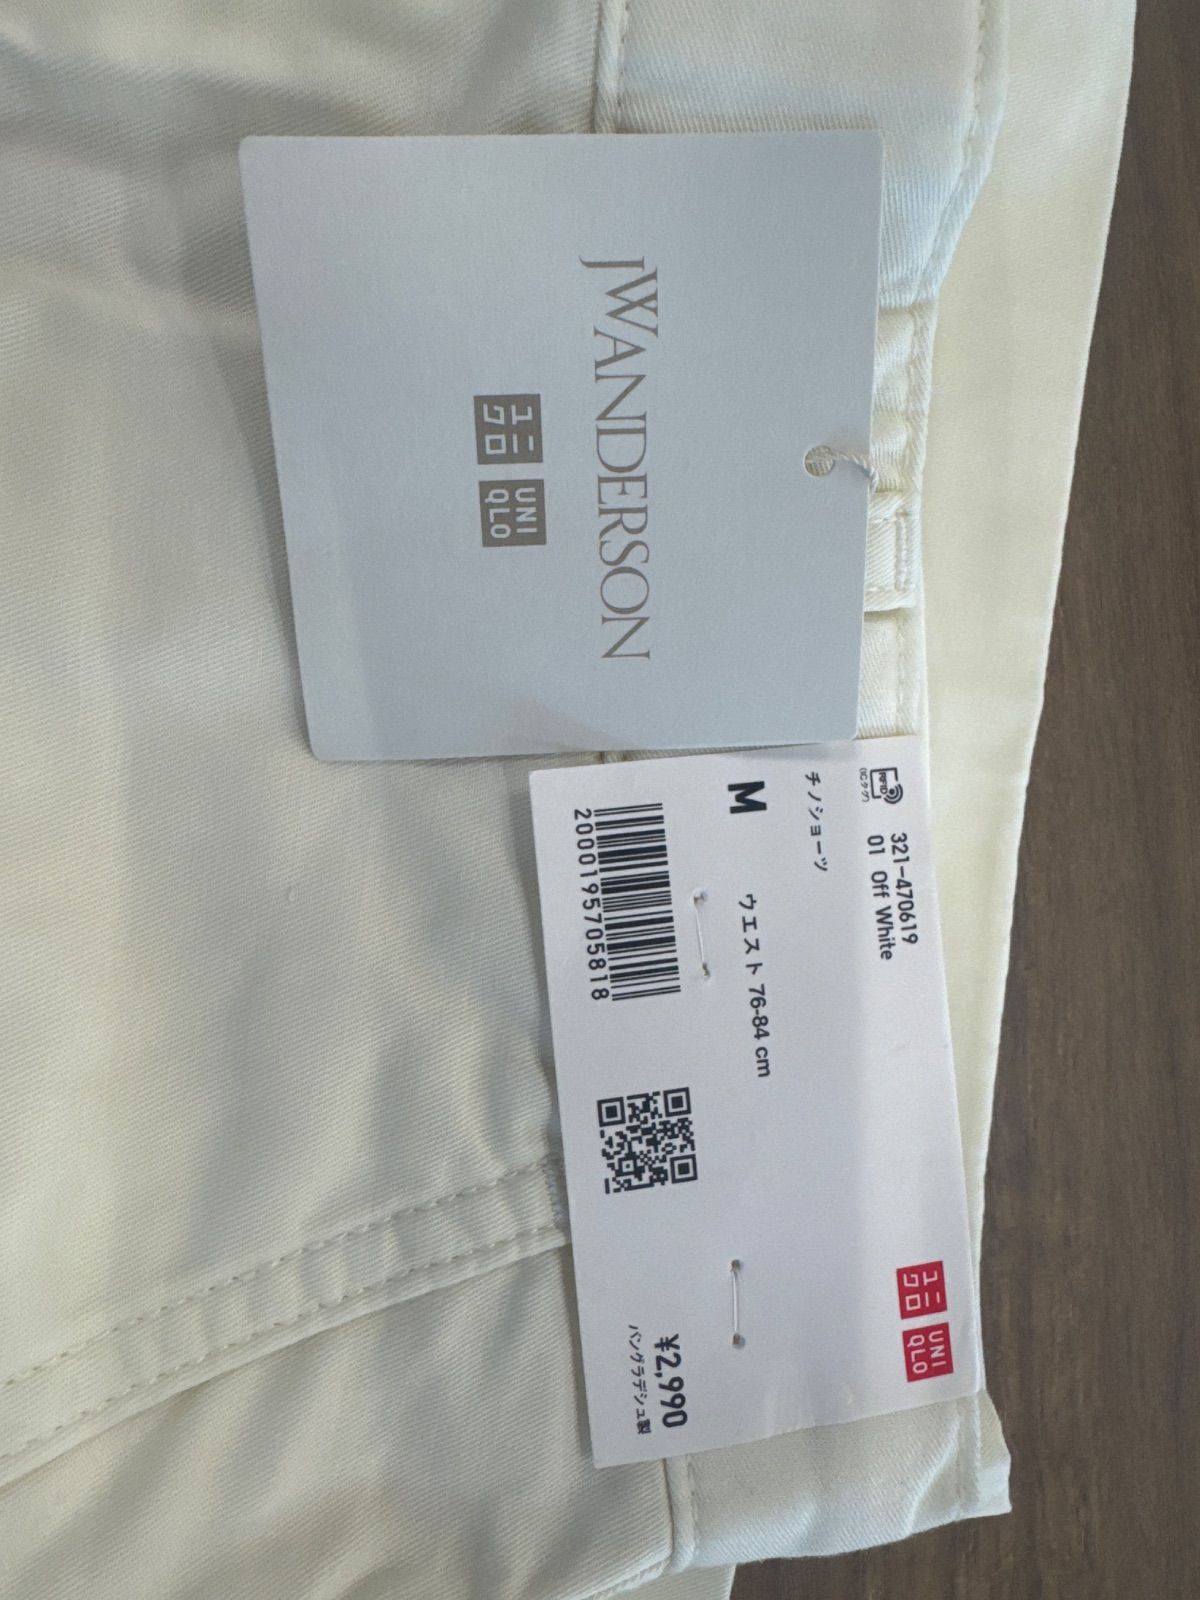 JWANDERSON
ユニ
クロ
UNI
QLO
RFID
(ICタグ)
321-470619
01 Off White
チノショーツ
M
ウエスト 76-84 cm
2000195705818
¥2,990
バングラデシュ製
ユニ
クロ
UNI
QLO